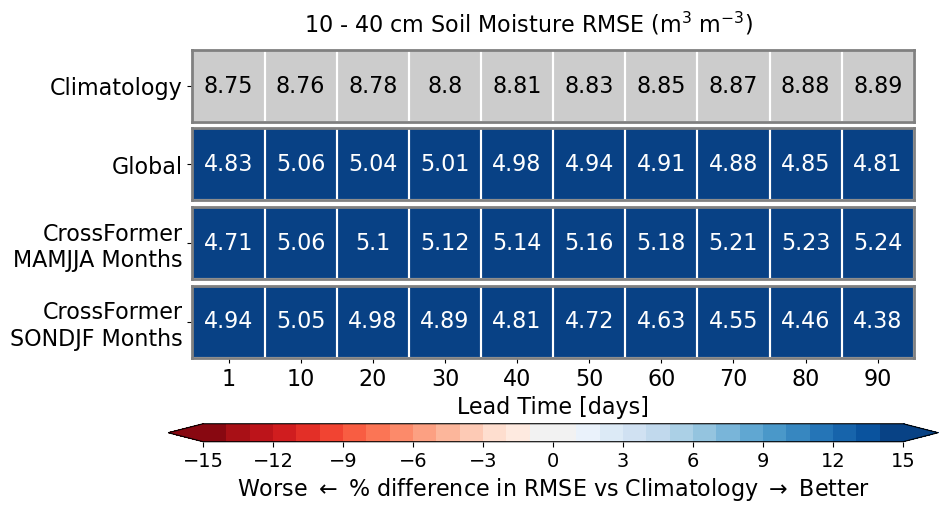 10 - 40 cm Soil Moisture RMSE (m³ m⁻³)
Climatology 8.75 8.76 8.78 8.8 8.81 8.83 8.85 8.87 8.88 8.89
Global 4.83 5.06 5.04 5.01 4.98 4.94 4.91 4.88 4.85 4.81
CrossFormer
MAMJJA Months 4.71 5.06 5.1 5.12 5.14 5.16 5.18 5.21 5.23 5.24
CrossFormer
SONDJF Months 4.94 5.05 4.98 4.89 4.81 4.72 4.63 4.55 4.46 4.38
1 10 20 30 40 50 60 70 80 90
Lead Time [days]
−15 −12 −9 −6 −3 0 3 6 9 12 15
Worse ← % difference in RMSE vs Climatology → Better